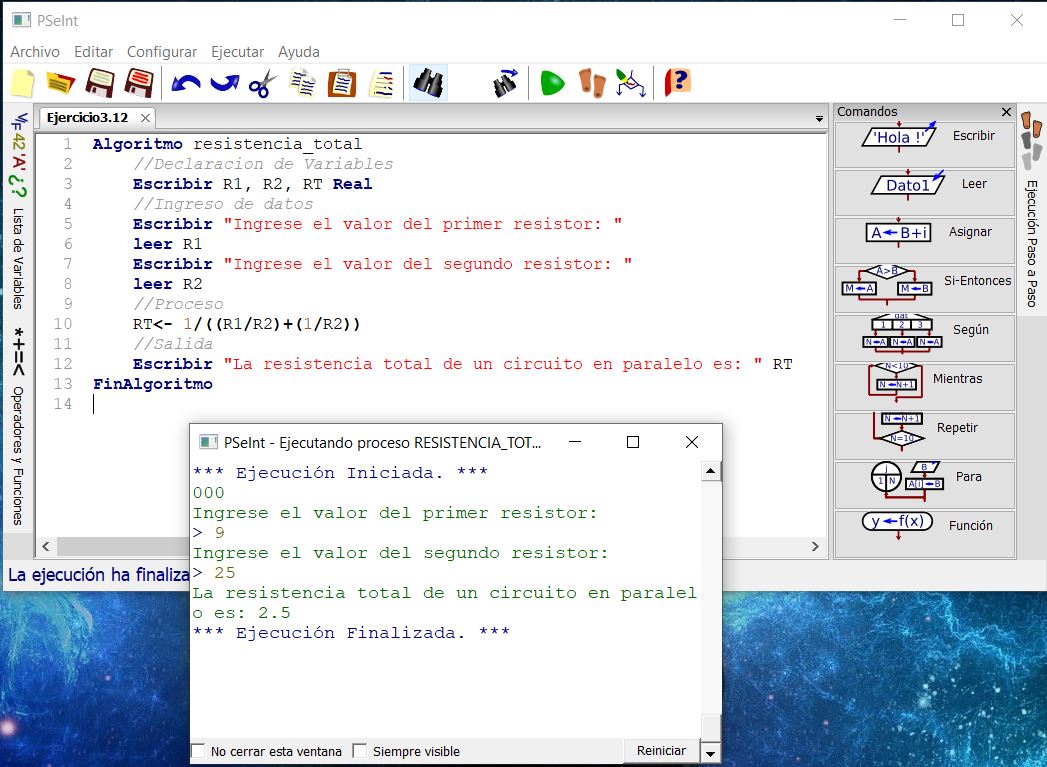 PSeInt
Archivo Editar Configurar Ejecutar Ayuda
Ejercicio3.12
1 Algoritmo resistencia_total
2 //Declaracion de Variables
3 Escribir R1, R2, RT Real
4 //Ingreso de datos
5 Escribir "Ingrese el valor del primer resistor: "
6 leer R1
7 Escribir "Ingrese el valor del segundo resistor: "
8 leer R2
9 //Proceso
10 RT<- 1/((R1/R2)+(1/R2))
11 //Salida
12 Escribir "La resistencia total de un circuito en paralelo es: " RT
13 FinAlgoritmo
14
Lista de Variables
*+=< Operadores y Funciones
Comandos
'Hola !' Escribir
Dato1 Leer
A←B+i Asignar
A>B M←A M←B Si-Entonces
dat 1 2 3 N←A N←A N←A Según
N<10 N←N+1 Mientras
N←N+1 N=10 Repetir
J 1 N B A[i]←B Para
y←f(x) Función
Ejecución Paso a Paso
La ejecución ha finaliza
PSeInt - Ejecutando proceso RESISTENCIA_TOT...
*** Ejecución Iniciada. ***
000
Ingrese el valor del primer resistor:
> 9
Ingrese el valor del segundo resistor:
> 25
La resistencia total de un circuito en paralel
o es: 2.5
*** Ejecución Finalizada. ***
No cerrar esta ventana Siempre visible Reiniciar